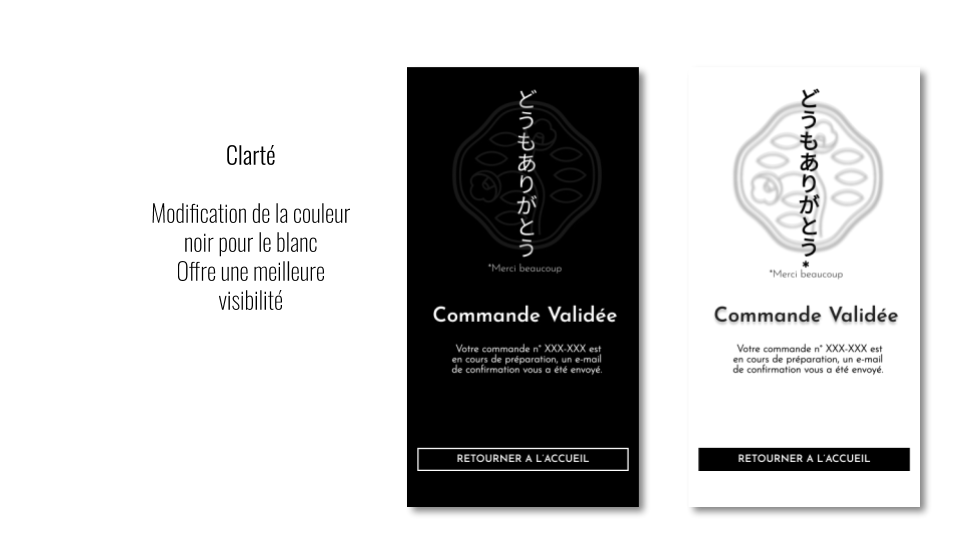 Clarté
Modification de la couleur
noir pour le blanc
Offre une meilleure
visibilité
どうもありがとう
*Merci beaucoup
Commande Validée
Votre commande n° XXX-XXX est
en cours de préparation, un e-mail
de confirmation vous a été envoyé.
RETOURNER A L'ACCUEIL
どうもありがとう*
*Merci beaucoup
Commande Validée
Votre commande n° XXX-XXX est
en cours de préparation, un e-mail
de confirmation vous a été envoyé.
RETOURNER A L'ACCUEIL